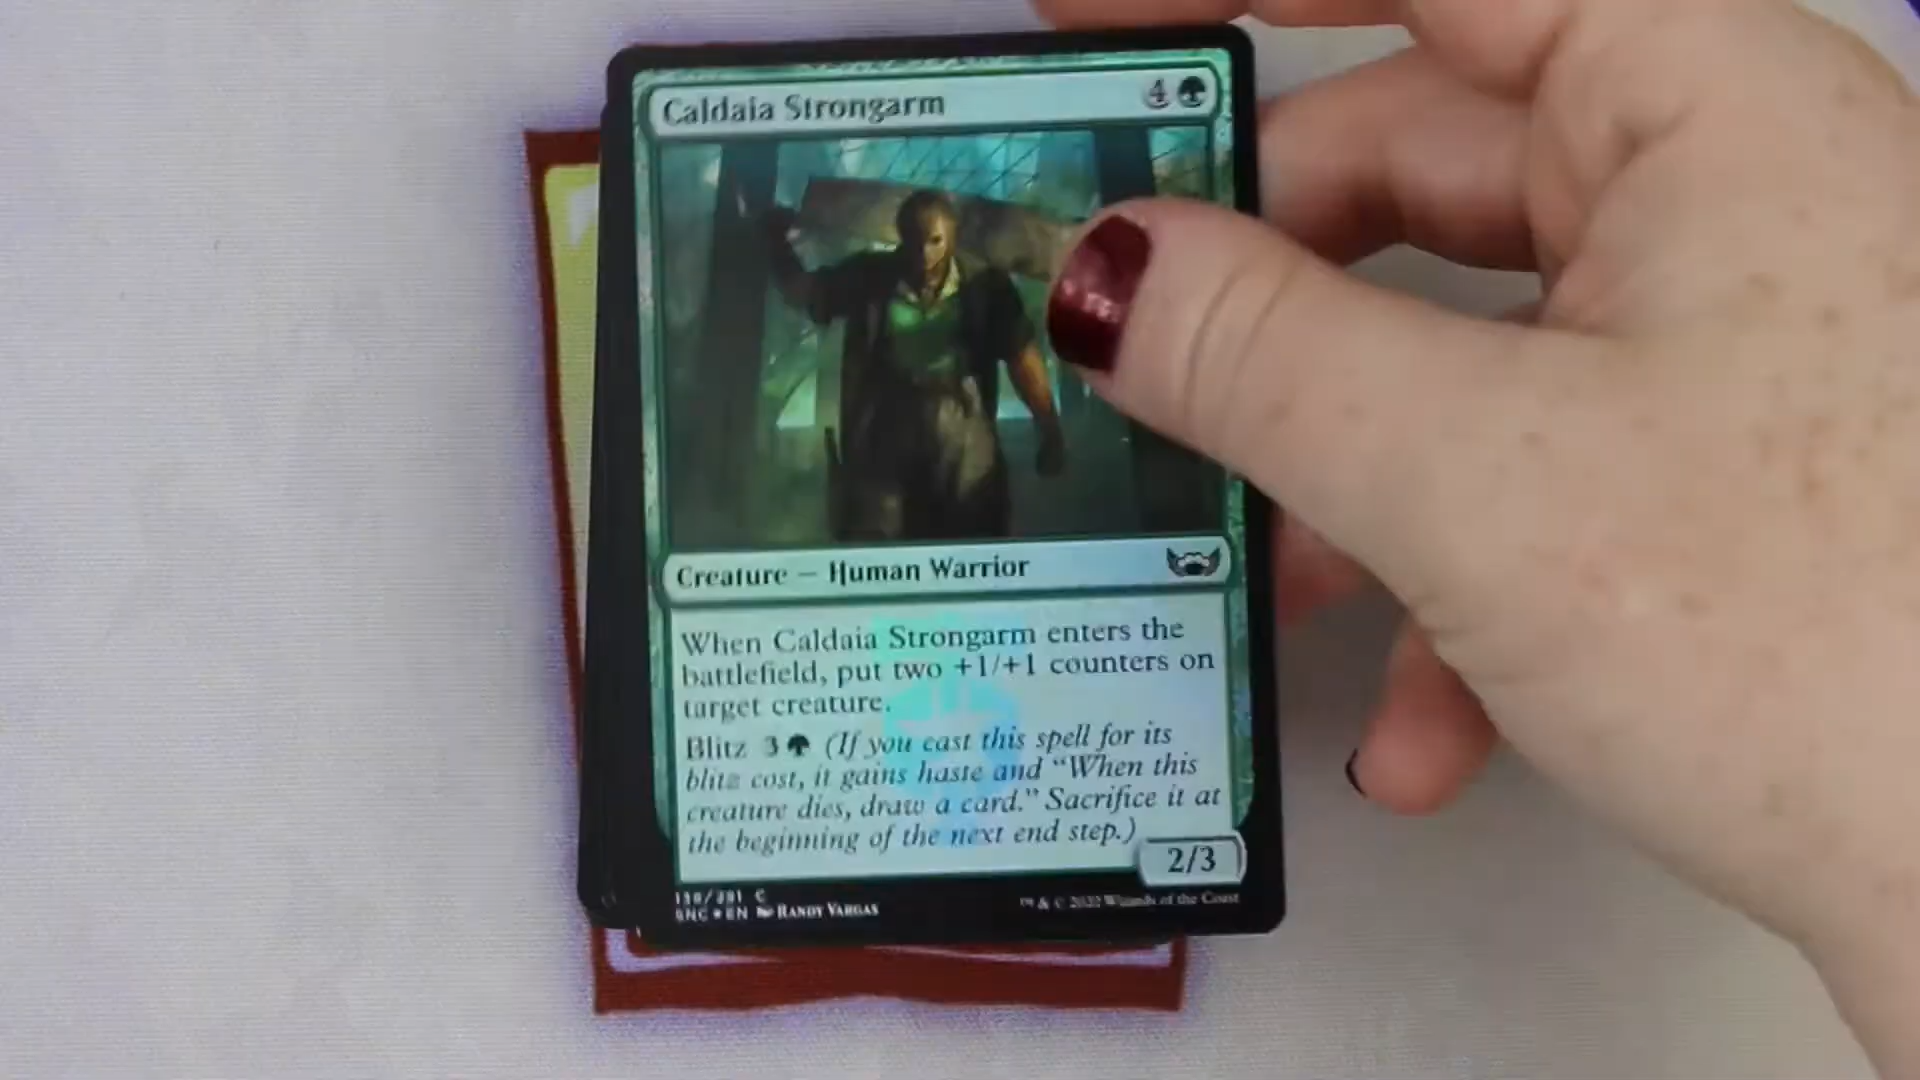 Caldaia Strongarm 4
Creature — Human Warrior
When Caldaia Strongarm enters the
battlefield, put two +1/+1 counters on
target creature.
Blitz 3 (If you cast this spell for its
blitz cost, it gains haste and “When this
creature dies, draw a card.” Sacrifice it at
the beginning of the next end step.)
2/3
C
SNC★EN Randy Vargas
™ & © 2022 Wizards of the Coast